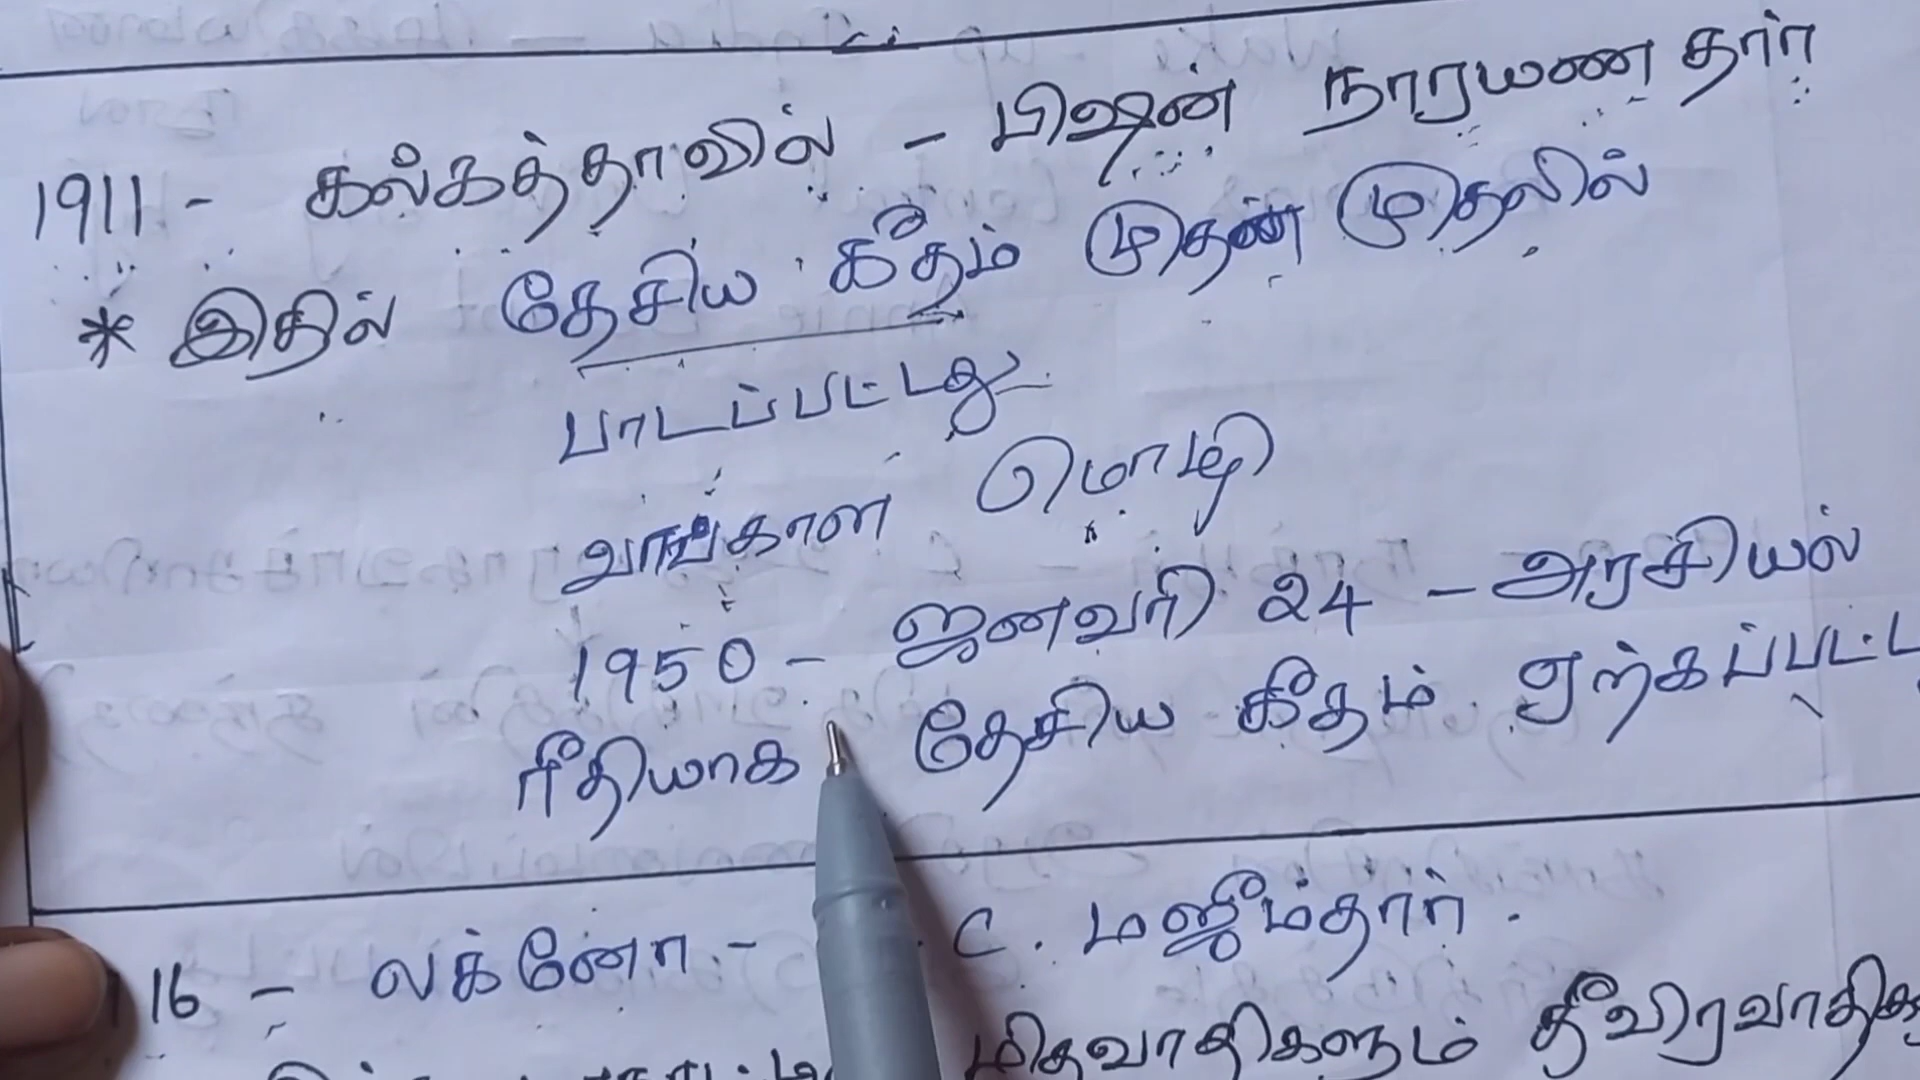 1911 - கல்கத்தாவில் - பிஷன் நாரயண தார்
* இதில் தேசிய கீதம் முதன் முதலில்
பாடப்பட்டது
வங்காள மொழி
1950 - ஜனவரி 24 - அரசியல்
ரீதியாக தேசிய கீதம் ஏற்கப்பட்ட
16 - லக்னோ - C. மஜீம்தார்.
மிதவாதிகளும் தீவிரவாதிக